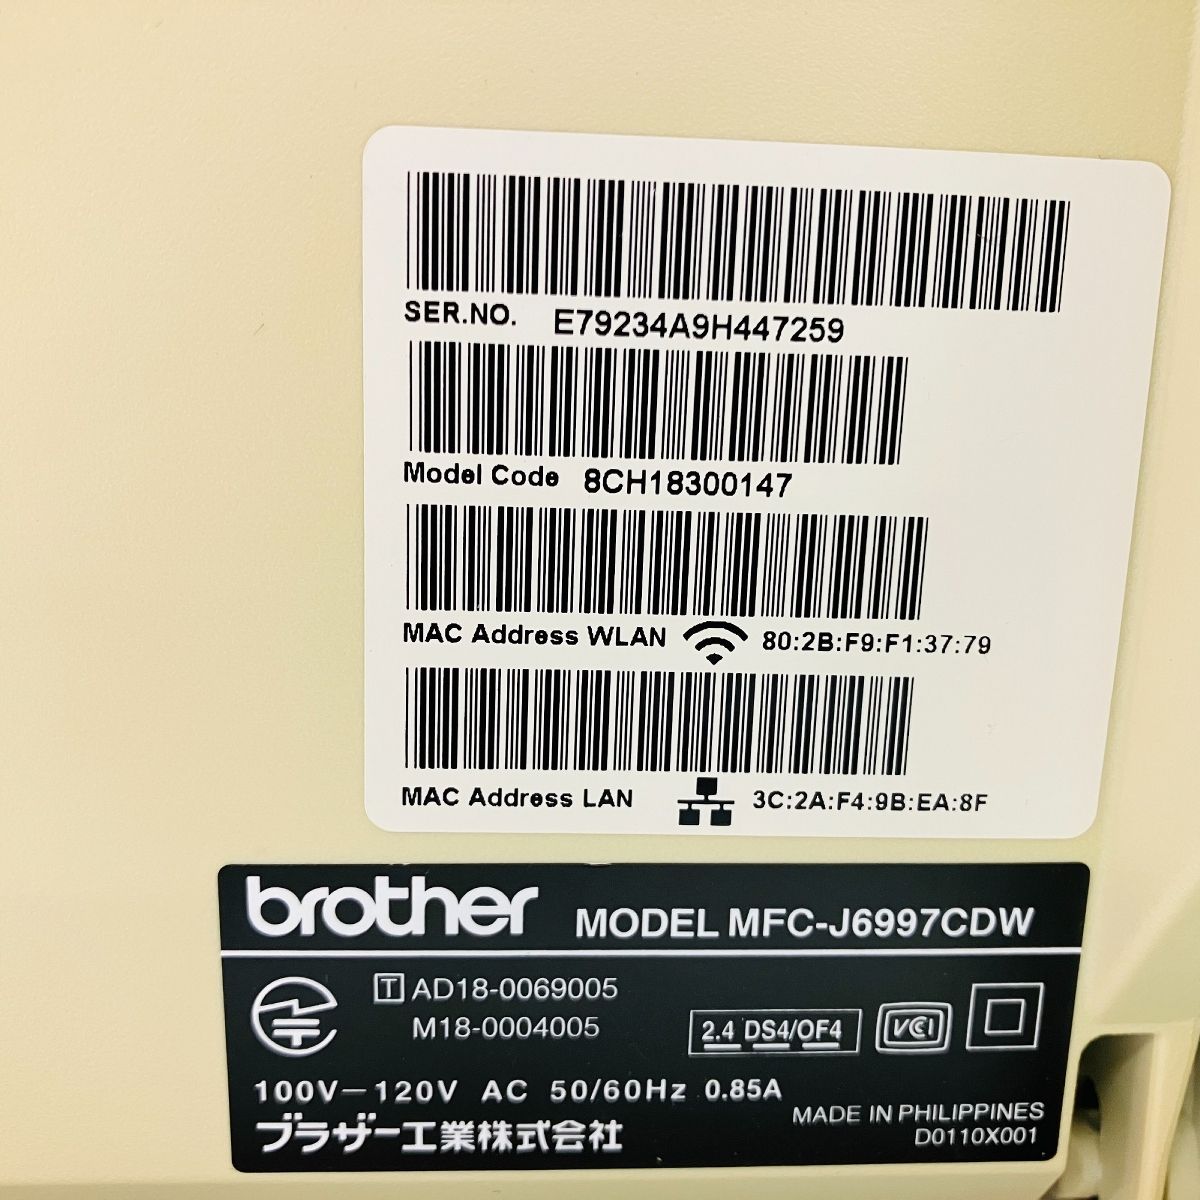 SER.NO. E79234A9H447259
Model Code 8CH18300147
MAC Address WLAN 80:2B:F9:F1:37:79
MAC Address LAN 3C:2A:F4:9B:EA:8F
brother MODEL MFC-J6997CDW
T AD18-0069005
M18-0004005
2.4 DS4/OF4 VCI
100V－120V AC 50/60Hz 0.85A
ブラザー工業株式会社
MADE IN PHILIPPINES
D0110X001